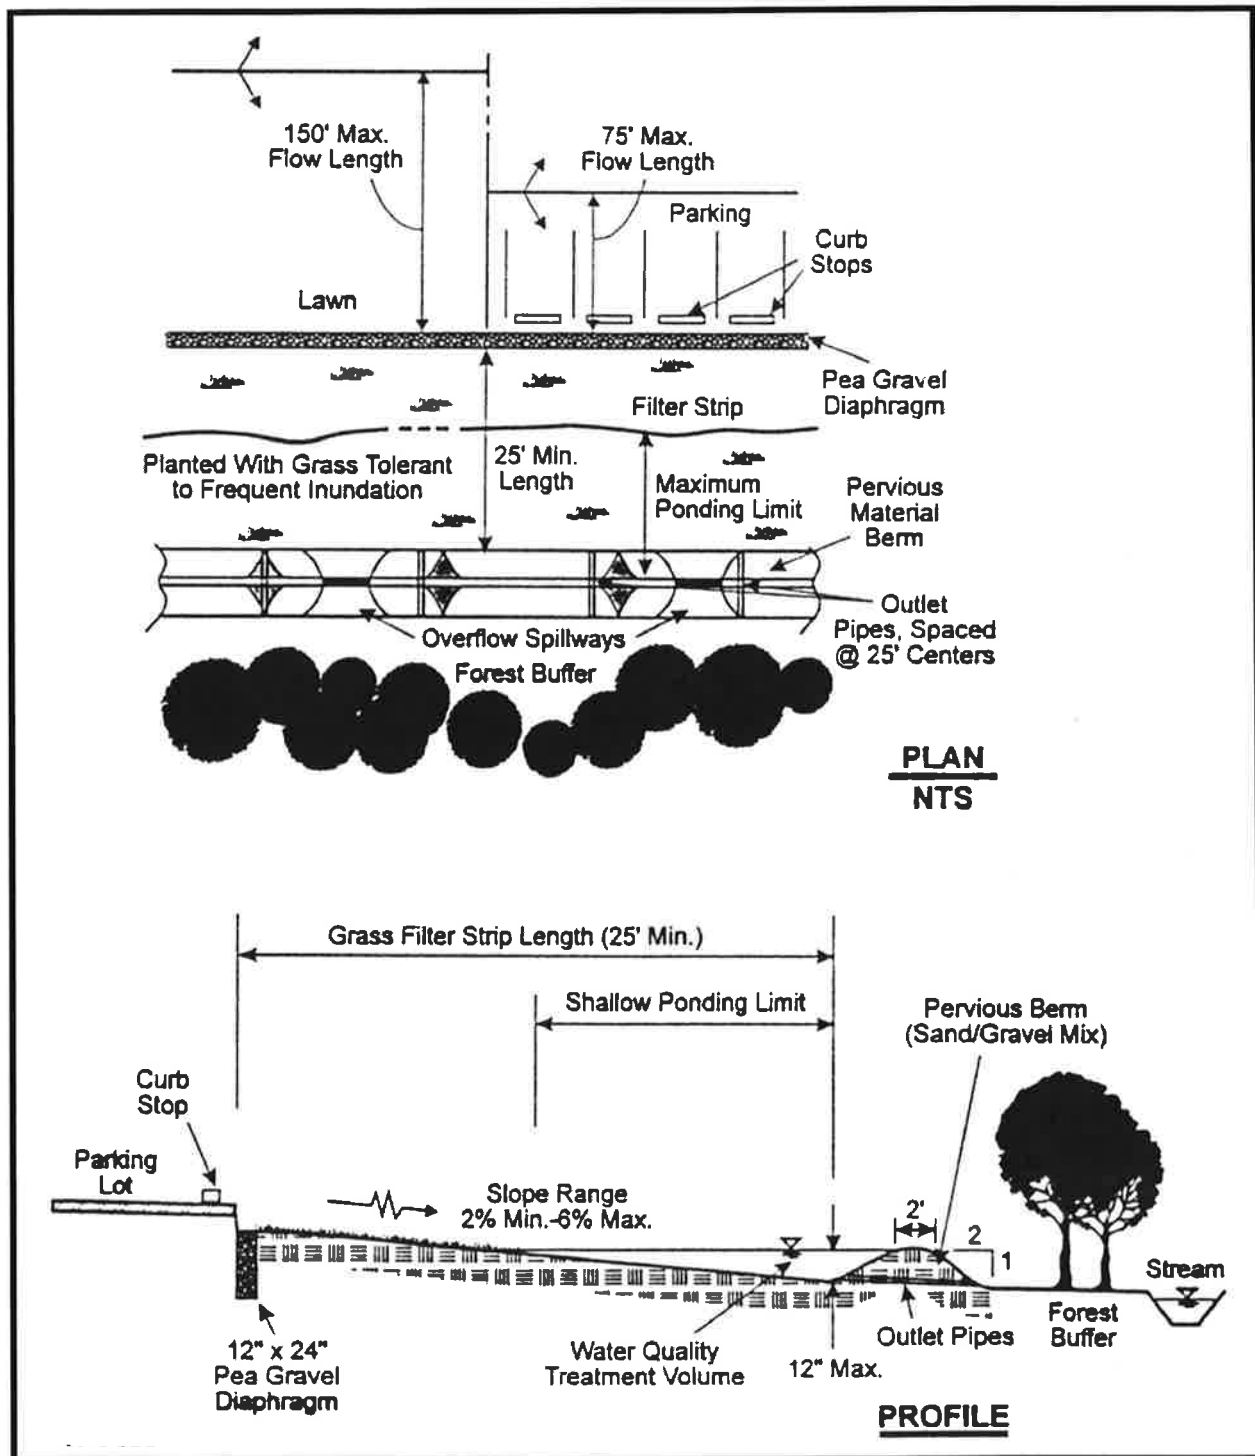 150' Max.
Flow Length
75' Max.
Flow Length
Parking
Curb
Stops
Lawn
Pea Gravel
Diaphragm
Filter Strip
Planted With Grass Tolerant
to Frequent Inundation
25' Min.
Length
Maximum
Ponding Limit
Pervious
Material
Berm
Overflow Spillways
Outlet
Pipes, Spaced
@ 25' Centers
Forest Buffer
PLAN
NTS
Grass Filter Strip Length (25' Min.)
Shallow Ponding Limit
Pervious Berm
(Sand/Gravel Mix)
Curb
Stop
Parking
Lot
Slope Range
2% Min.-6% Max.
2'
2
1
Stream
12" x 24"
Pea Gravel
Diaphragm
Water Quality
Treatment Volume
12" Max.
Outlet Pipes
Forest
Buffer
PROFILE